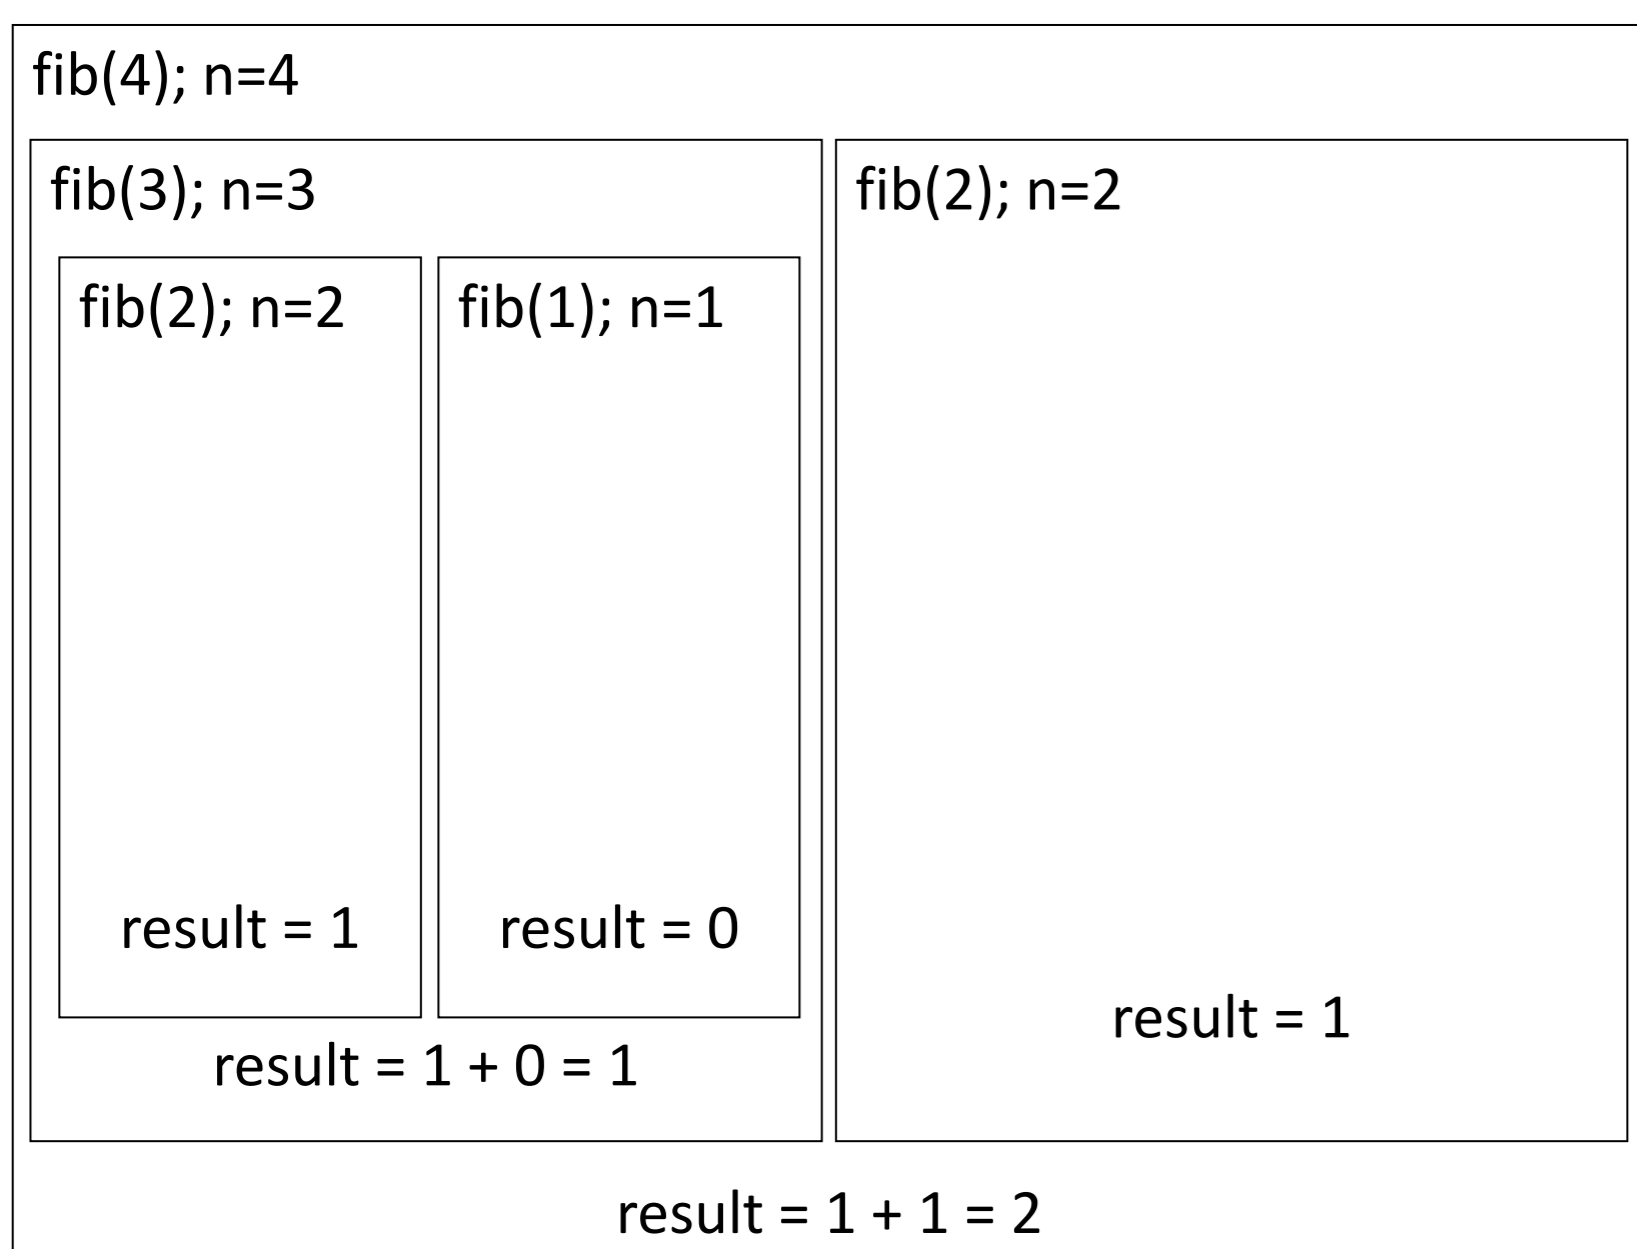 fib(4); n=4
fib(3); n=3
fib(2); n=2
fib(1); n=1
result = 1
result = 0
result = 1 + 0 = 1
fib(2); n=2
result = 1
result = 1 + 1 = 2